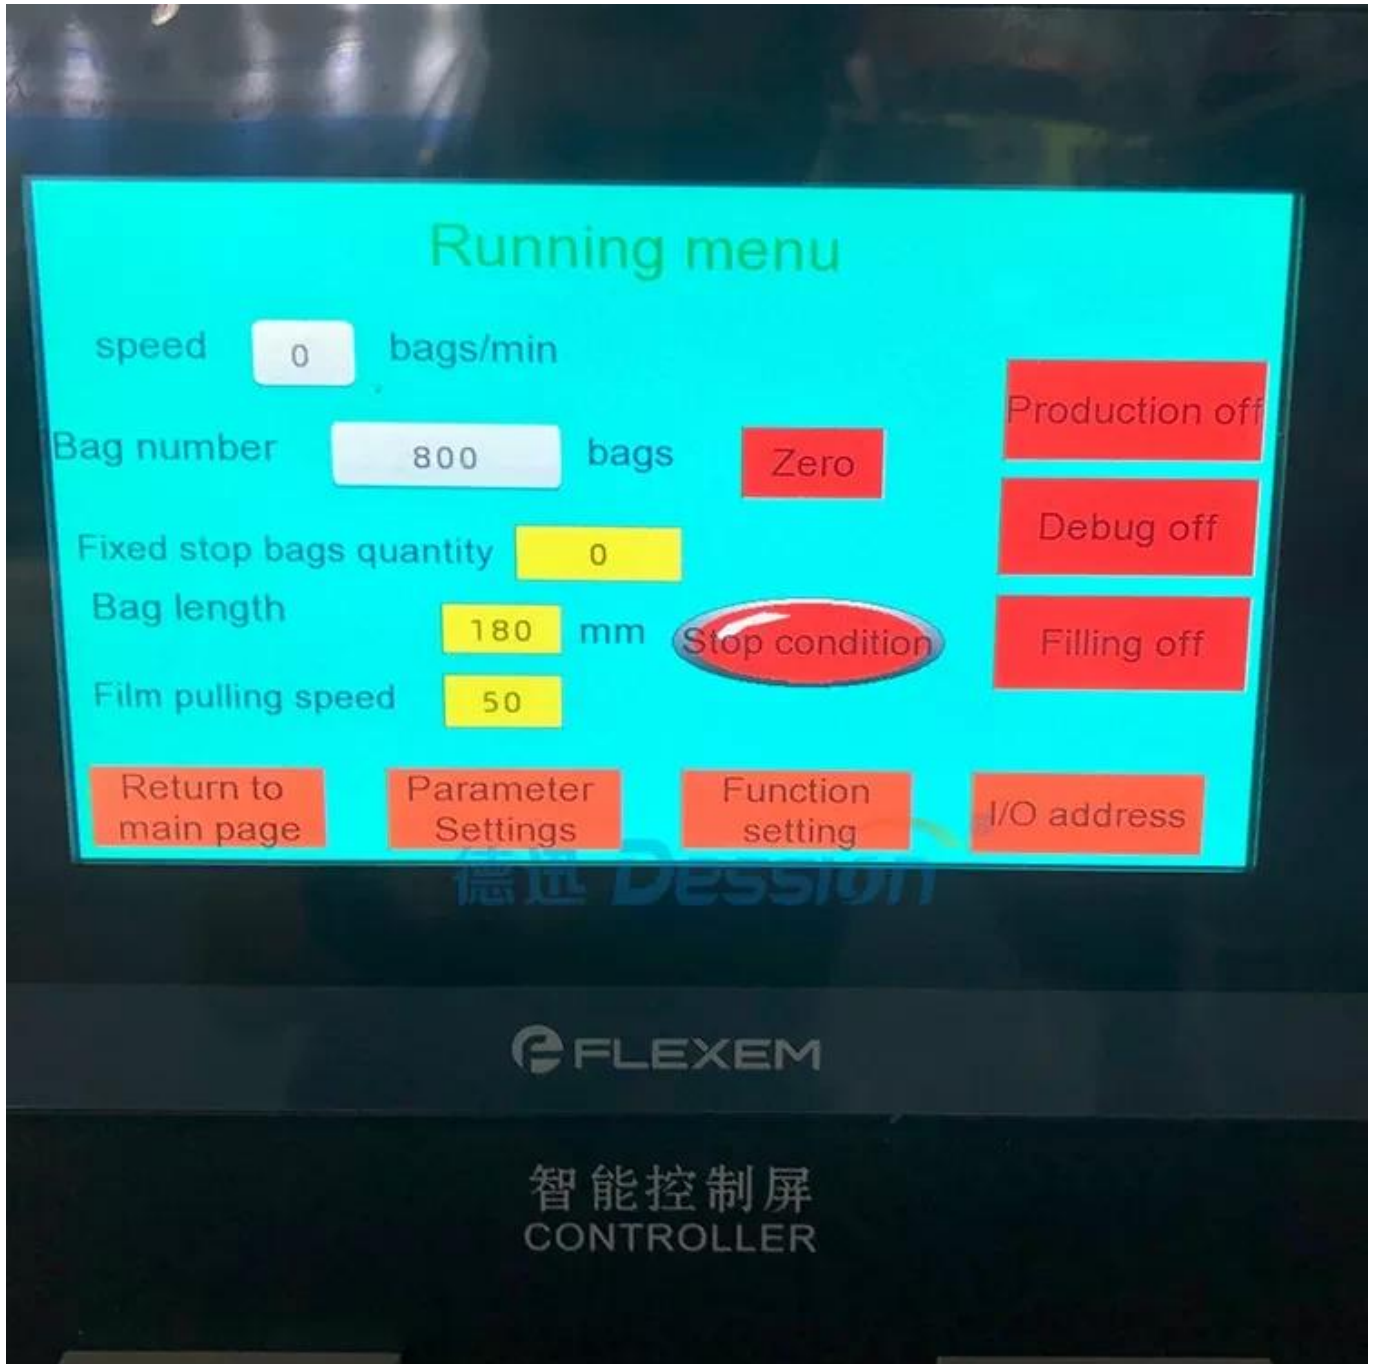 Running menu
speed 0 bags/min
Production off
Bag number 800 bags Zero
Debug off
Fixed stop bags quantity 0
Bag length 180 mm Stop condition Filling off
Film pulling speed 50
Return to
main page
Parameter
Settings
Function
setting
I/O address
德迅 Dession®
FLEXEM
智能控制屏
CONTROLLER